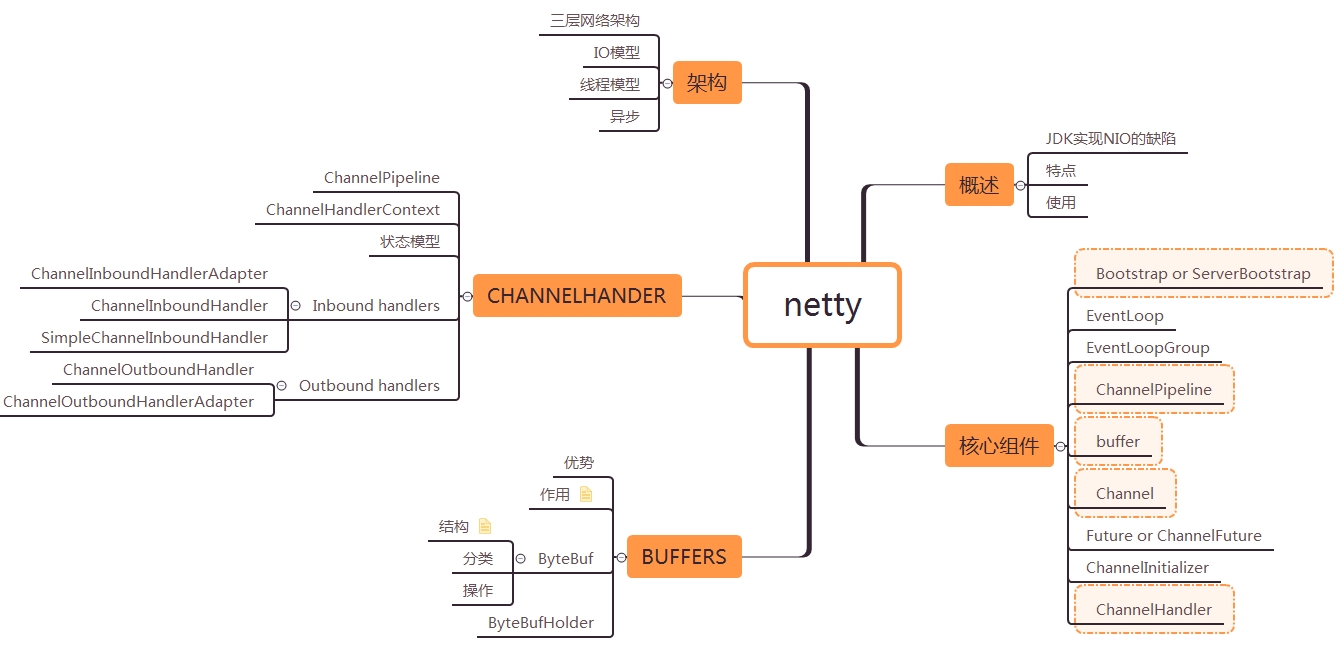 netty
架构
三层网络架构
IO模型
线程模型
异步
概述
JDK实现NIO的缺陷
特点
使用
CHANNELHANDER
ChannelPipeline
ChannelHandlerContext
状态模型
Inbound handlers
ChannelInboundHandlerAdapter
ChannelInboundHandler
SimpleChannelInboundHandler
Outbound handlers
ChannelOutboundHandler
ChannelOutboundHandlerAdapter
核心组件
Bootstrap or ServerBootstrap
EventLoop
EventLoopGroup
ChannelPipeline
buffer
Channel
Future or ChannelFuture
ChannelInitializer
ChannelHandler
BUFFERS
优势
作用
ByteBuf
结构
分类
操作
ByteBufHolder